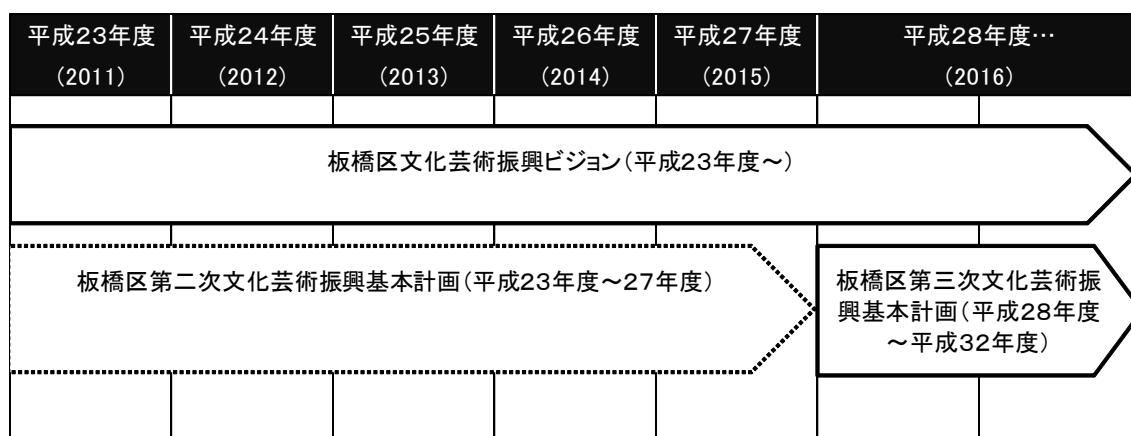 平成23年度 平成24年度 平成25年度 平成26年度 平成27年度 平成28年度…
（2011） （2012） （2013） （2014） （2015） （2016）
板橋区文化芸術振興ビジョン（平成23年度～）
板橋区第二次文化芸術振興基本計画（平成23年度～27年度）
板橋区第三次文化芸術振
興基本計画（平成28年度
～平成32年度）